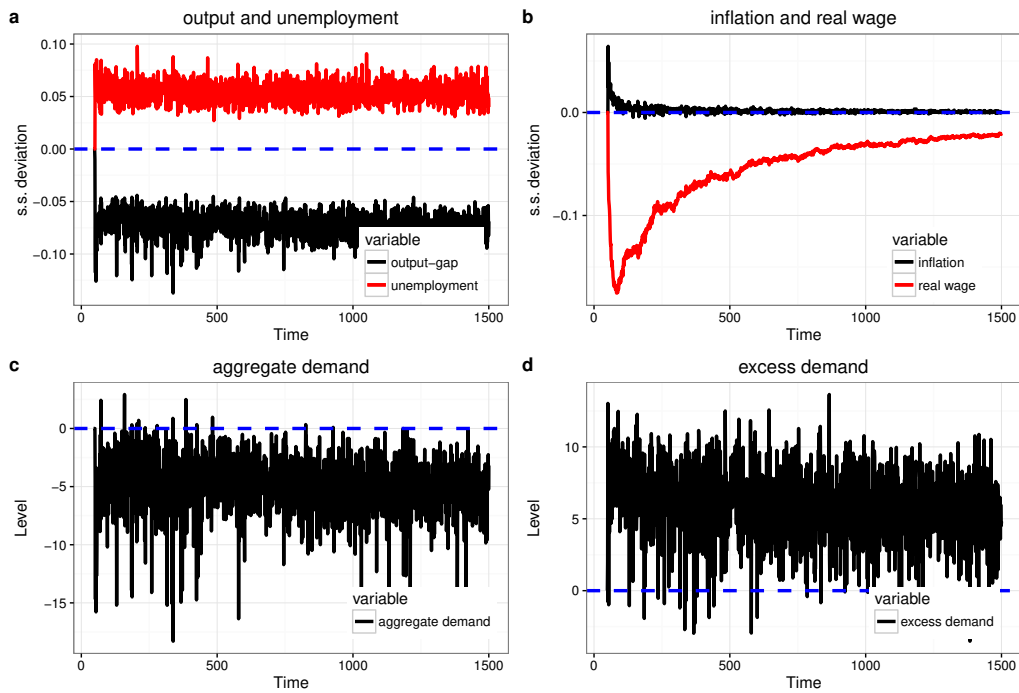 a
output and unemployment
s.s. deviation
0.10
0.05
0.00
−0.05
−0.10
variable
output−gap
unemployment
0
500
1000
1500
Time
b
inflation and real wage
s.s. deviation
0.0
−0.1
variable
inflation
real wage
0
500
1000
1500
Time
c
aggregate demand
Level
0
−5
−10
−15
variable
aggregate demand
0
500
1000
1500
Time
d
excess demand
Level
10
5
0
variable
excess demand
0
500
1000
1500
Time